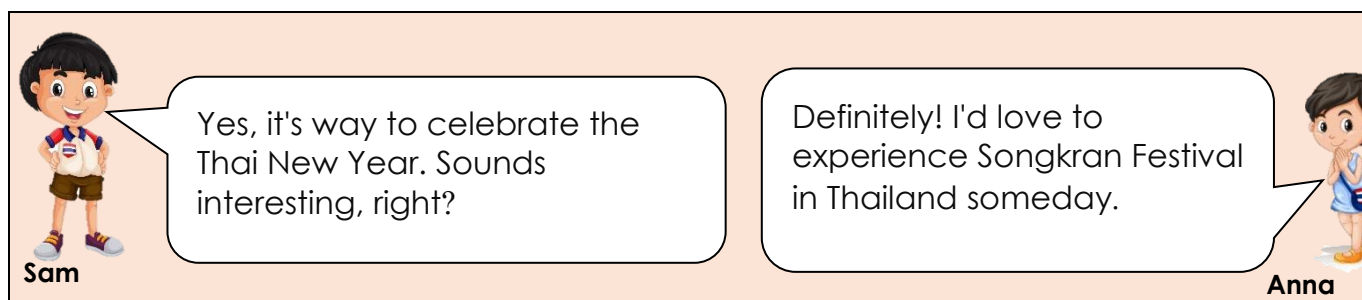 Yes, it's way to celebrate the
Thai New Year. Sounds
interesting, right?
Sam
Definitely! I'd love to
experience Songkran Festival
in Thailand someday.
Anna